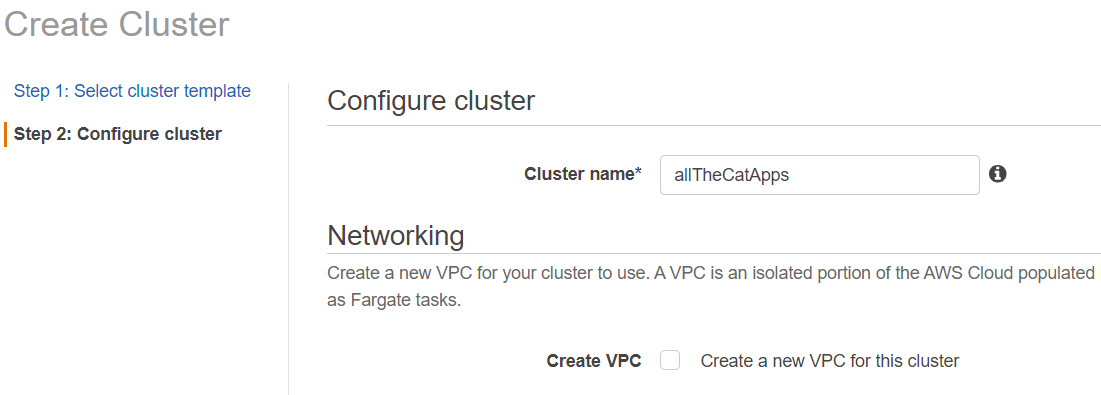 Create Cluster
Step 1: Select cluster template
Step 2: Configure cluster
Configure cluster
Cluster name*
allTheCatApps
Networking
Create a new VPC for your cluster to use. A VPC is an isolated portion of the AWS Cloud populated
as Fargate tasks.
Create VPC
Create a new VPC for this cluster